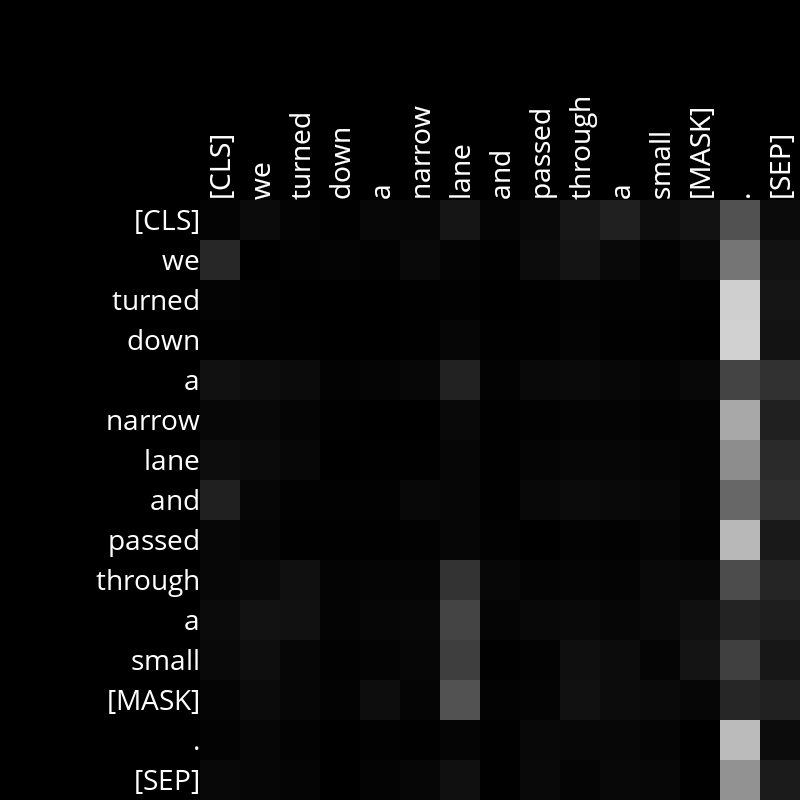 [CLS] we turned down a narrow lane and passed through a small [MASK] . [SEP]
[CLS]
we
turned
down
a
narrow
lane
and
passed
through
a
small
[MASK]
.
[SEP]